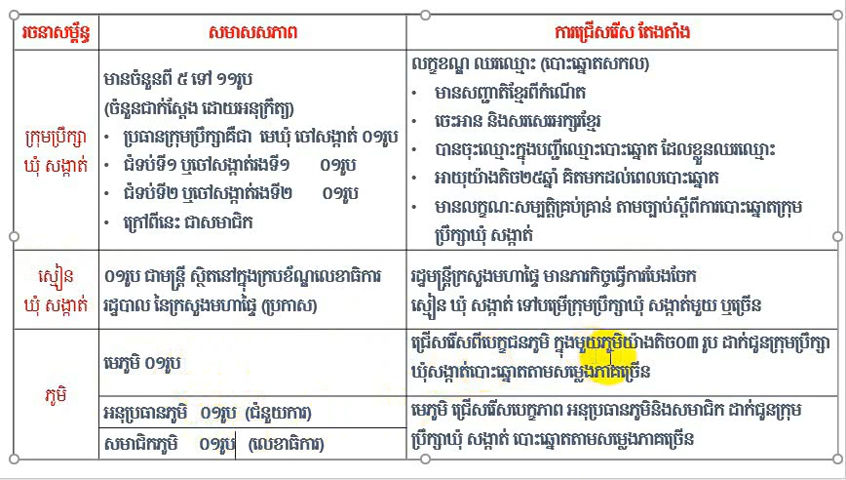 រចនាសម្ព័ន្ធ
សមាសភាព
ការជ្រើសរើស តែងតាំង
ក្រុមប្រឹក្សា
ឃុំ សង្កាត់
មានចំនួនពី ៥ ទៅ ១១រូប
(ចំនួនជាក់ស្តែង ដោយអនុក្រឹត្យ)
• ប្រធានក្រុមប្រឹក្សាគឺជា មេឃុំ ចៅសង្កាត់ ០១រូប
• ជំទប់ទី១ ឬចៅសង្កាត់រងទី១ ០១រូប
• ជំទប់ទី២ ឬចៅសង្កាត់រងទី២ ០១រូប
• ក្រៅពីនេះ ជាសមាជិក
លក្ខខណ្ឌ ឈរឈ្មោះ (បោះឆ្នោតសកល)
• មានសញ្ជាតិខ្មែរពីកំណើត
• ចេះអាន និងសរសេរអក្សរខ្មែរ
• បានចុះឈ្មោះក្នុងបញ្ជីឈ្មោះបោះឆ្នោត ដែលខ្លួនឈរឈ្មោះ
• អាយុយ៉ាងតិច២៥ឆ្នាំ គិតមកដល់ពេលបោះឆ្នោត
• មានលក្ខណៈសម្បត្តិគ្រប់គ្រាន់ តាមច្បាប់ស្តីពីការបោះឆ្នោតក្រុម
ប្រឹក្សាឃុំ សង្កាត់
ស្មៀន
ឃុំ សង្កាត់
០១រូប ជាមន្ត្រី ស្ថិតនៅក្នុងក្របខ័ណ្ឌលេខាធិការ
រដ្ឋបាល នៃក្រសួងមហាផ្ទៃ (ប្រកាស)
រដ្ឋមន្ត្រីក្រសួងមហាផ្ទៃ មានភារកិច្ចធ្វើការបែងចែក
ស្មៀន ឃុំ សង្កាត់ ទៅបម្រើក្រុមប្រឹក្សាឃុំ សង្កាត់មួយ ឬច្រើន
ភូមិ
មេភូមិ ០១រូប
ជ្រើសរើសពីបេក្ខជនភូមិ ក្នុងមួយភូមិយ៉ាងតិច០៣ រូប ដាក់ជូនក្រុមប្រឹក្សា
ឃុំសង្កាត់បោះឆ្នោតតាមសម្លេងភាគច្រើន
អនុប្រធានភូមិ ០១រូប (ជំនួយការ)
សមាជិកភូមិ ០១រូប (លេខាធិការ)
មេភូមិ ជ្រើសរើសបេក្ខភាព អនុប្រធានភូមិនិងសមាជិក ដាក់ជូនក្រុម
ប្រឹក្សាឃុំ សង្កាត់ បោះឆ្នោតតាមសម្លេងភាគច្រើន